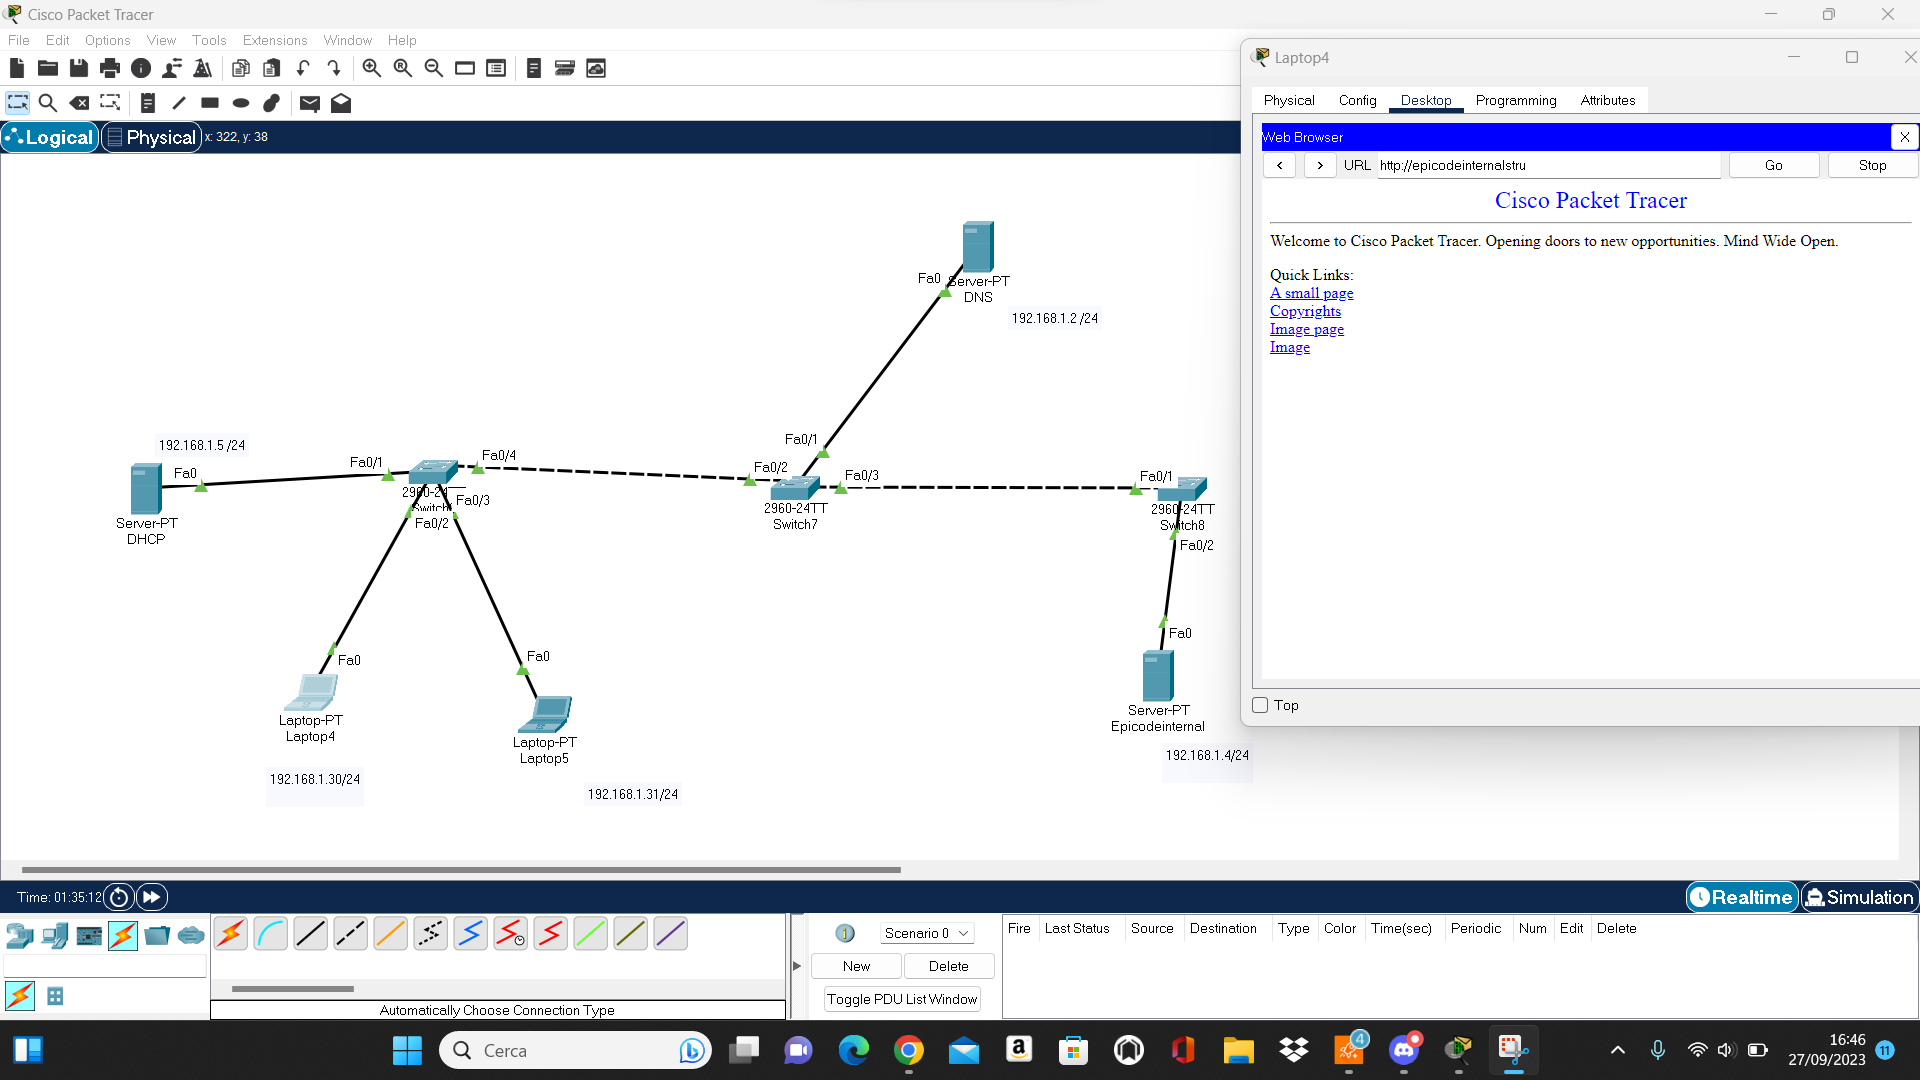 Cisco Packet Tracer
File Edit Options View Tools Extensions Window Help
Logical Physical x: 322, y: 38
Laptop4
Physical Config Desktop Programming Attributes
Web Browser X
< > URL http://epicodeinternalstru Go Stop
Cisco Packet Tracer
Welcome to Cisco Packet Tracer. Opening doors to new opportunities. Mind Wide Open.
Quick Links:
A small page
Copyrights
Image page
Image
Top
Fa0
Server-PT
DNS
192.168.1.2 /24
Fa0/1
192.168.1.5 /24
Fa0
Server-PT
DHCP
Fa0/1
Fa0/4
Fa0/3
Fa0/2
Fa0/2
Fa0/3
2960-24TT
Switch7
Fa0/1
2960-24TT
Switch8
Fa0/2
Fa0
Server-PT
Epicodeinternal
192.168.1.4/24
Fa0
Laptop-PT
Laptop4
192.168.1.30/24
Fa0
Laptop-PT
Laptop5
192.168.1.31/24
Time: 01:35:12
Realtime Simulation
Scenario 0
New Delete
Toggle PDU List Window
Fire Last Status Source Destination Type Color Time(sec) Periodic Num Edit Delete
Automatically Choose Connection Type
Cerca
4
16:46
27/09/2023
11